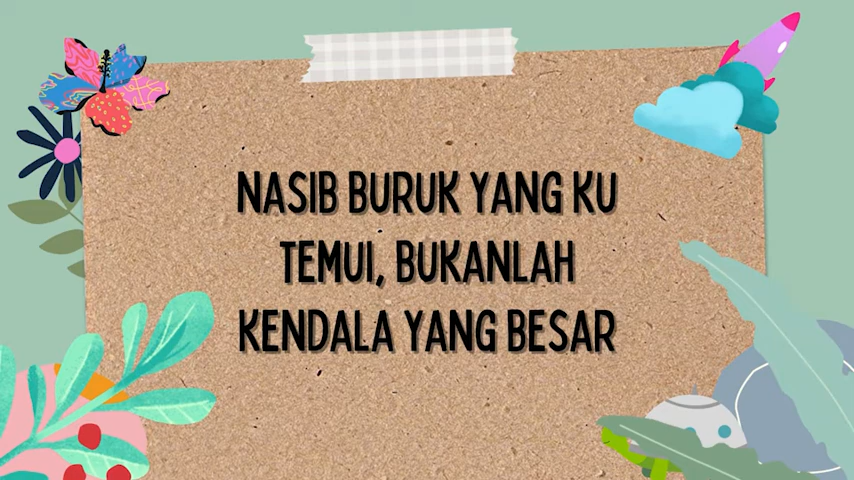 NASIB BURUK YANG KU
TEMUI, BUKANLAH
KENDALA YANG BESAR